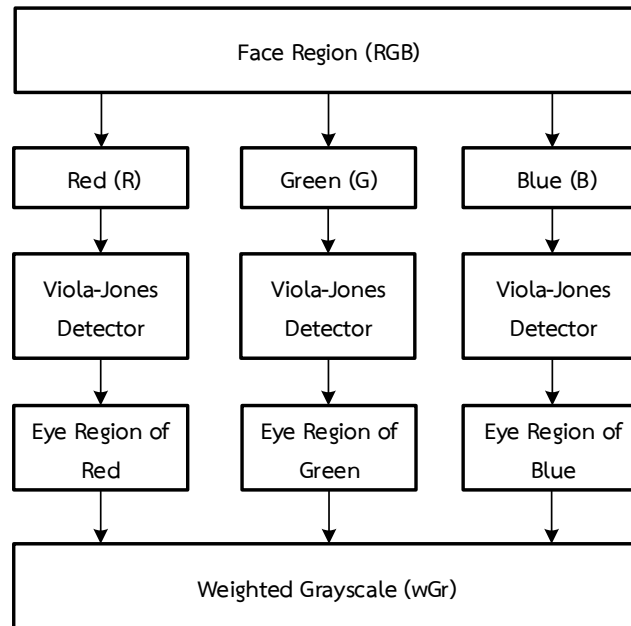 Face Region (RGB)
Red (R)
Green (G)
Blue (B)
Viola-Jones
Detector
Viola-Jones
Detector
Viola-Jones
Detector
Eye Region of
Red
Eye Region of
Green
Eye Region of
Blue
Weighted Grayscale (wGr)